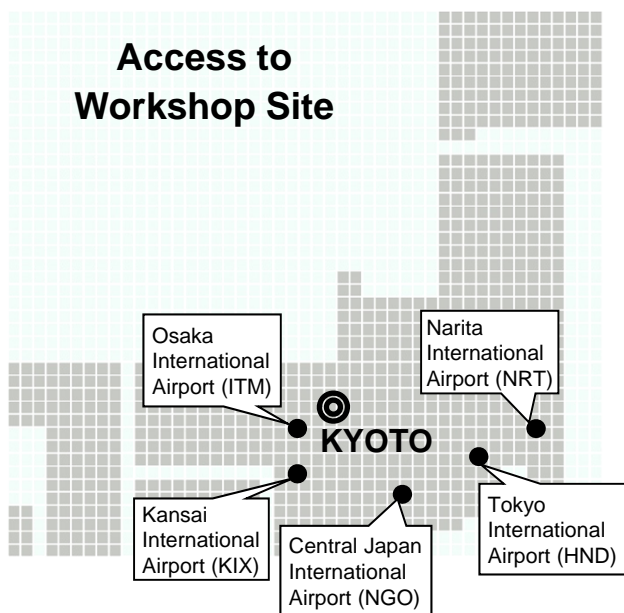 Access to
Workshop Site
Osaka
International
Airport (ITM)
Narita
International
Airport (NRT)
KYOTO
Kansai
International
Airport (KIX)
Central Japan
International
Airport (NGO)
Tokyo
International
Airport (HND)